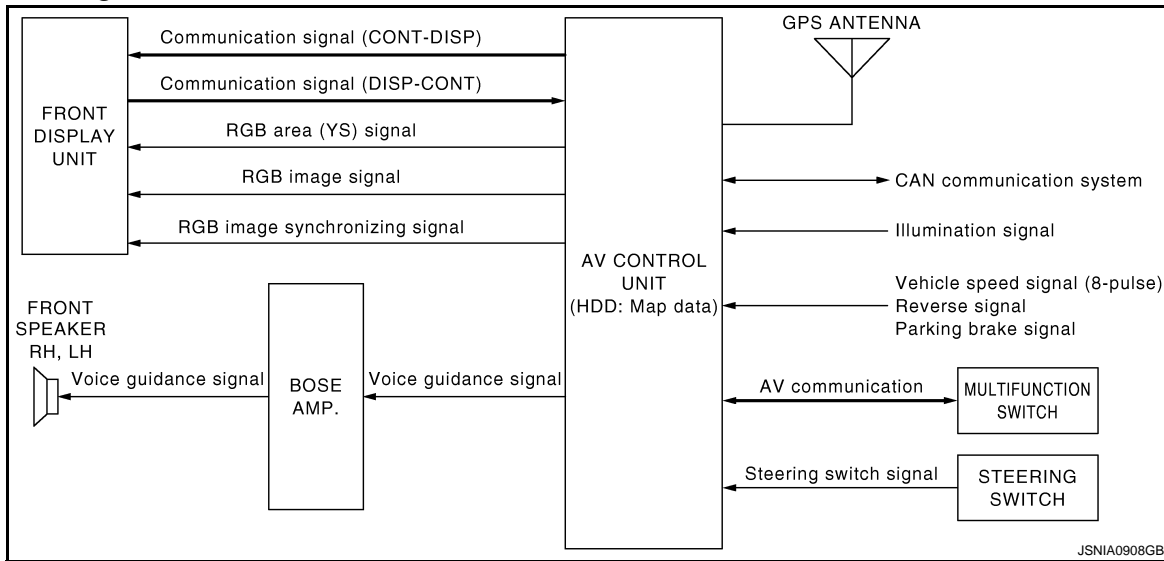 GPS ANTENNA
Communication signal (CONT-DISP)
Communication signal (DISP-CONT)
FRONT
DISPLAY
UNIT
RGB area (YS) signal
RGB image signal
RGB image synchronizing signal
CAN communication system
Illumination signal
AV CONTROL
UNIT
(HDD: Map data)
Vehicle speed signal (8-pulse)
Reverse signal
Parking brake signal
FRONT
SPEAKER
RH, LH
Voice guidance signal
BOSE
AMP.
Voice guidance signal
AV communication
MULTIFUNCTION
SWITCH
Steering switch signal
STEERING
SWITCH
JSNIA0908GB